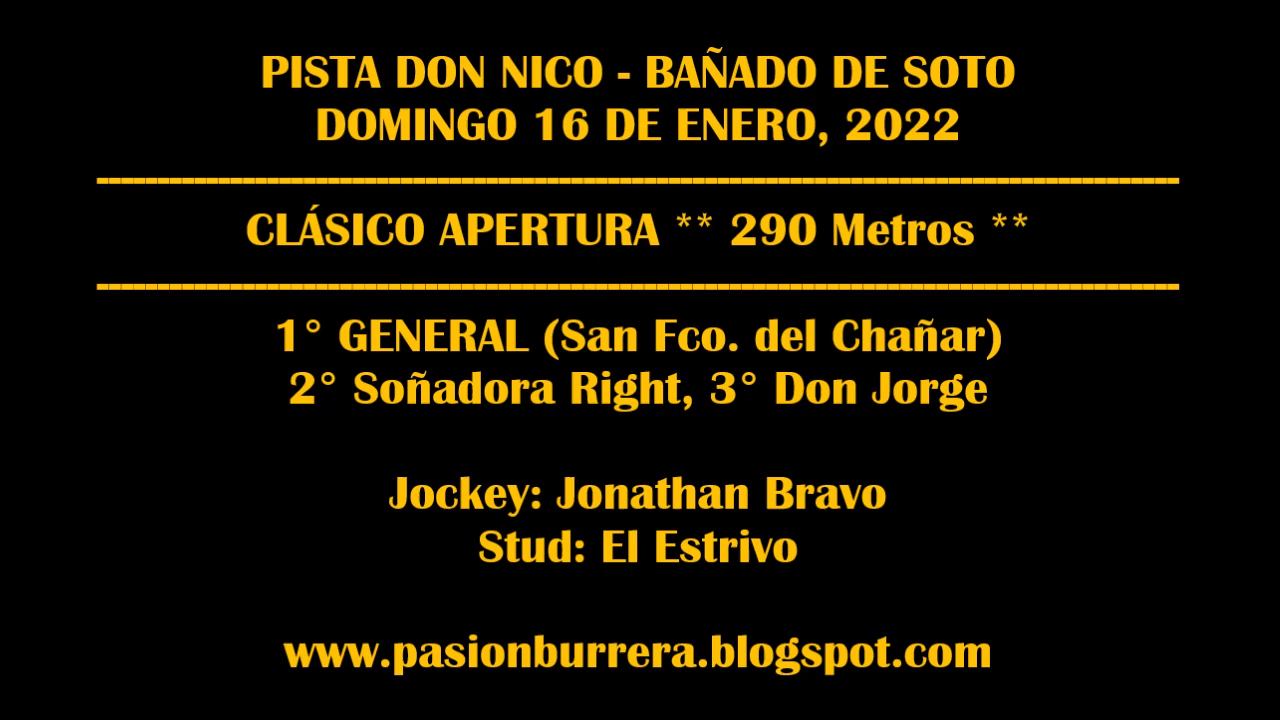 PISTA DON NICO - BAÑADO DE SOTO
DOMINGO 16 DE ENERO, 2022
CLÁSICO APERTURA ** 290 Metros **
1° GENERAL (San Fco. del Chañar)
2° Soñadora Right, 3° Don Jorge
Jockey: Jonathan Bravo
Stud: El Estrivo
www.pasionburrera.blogspot.com